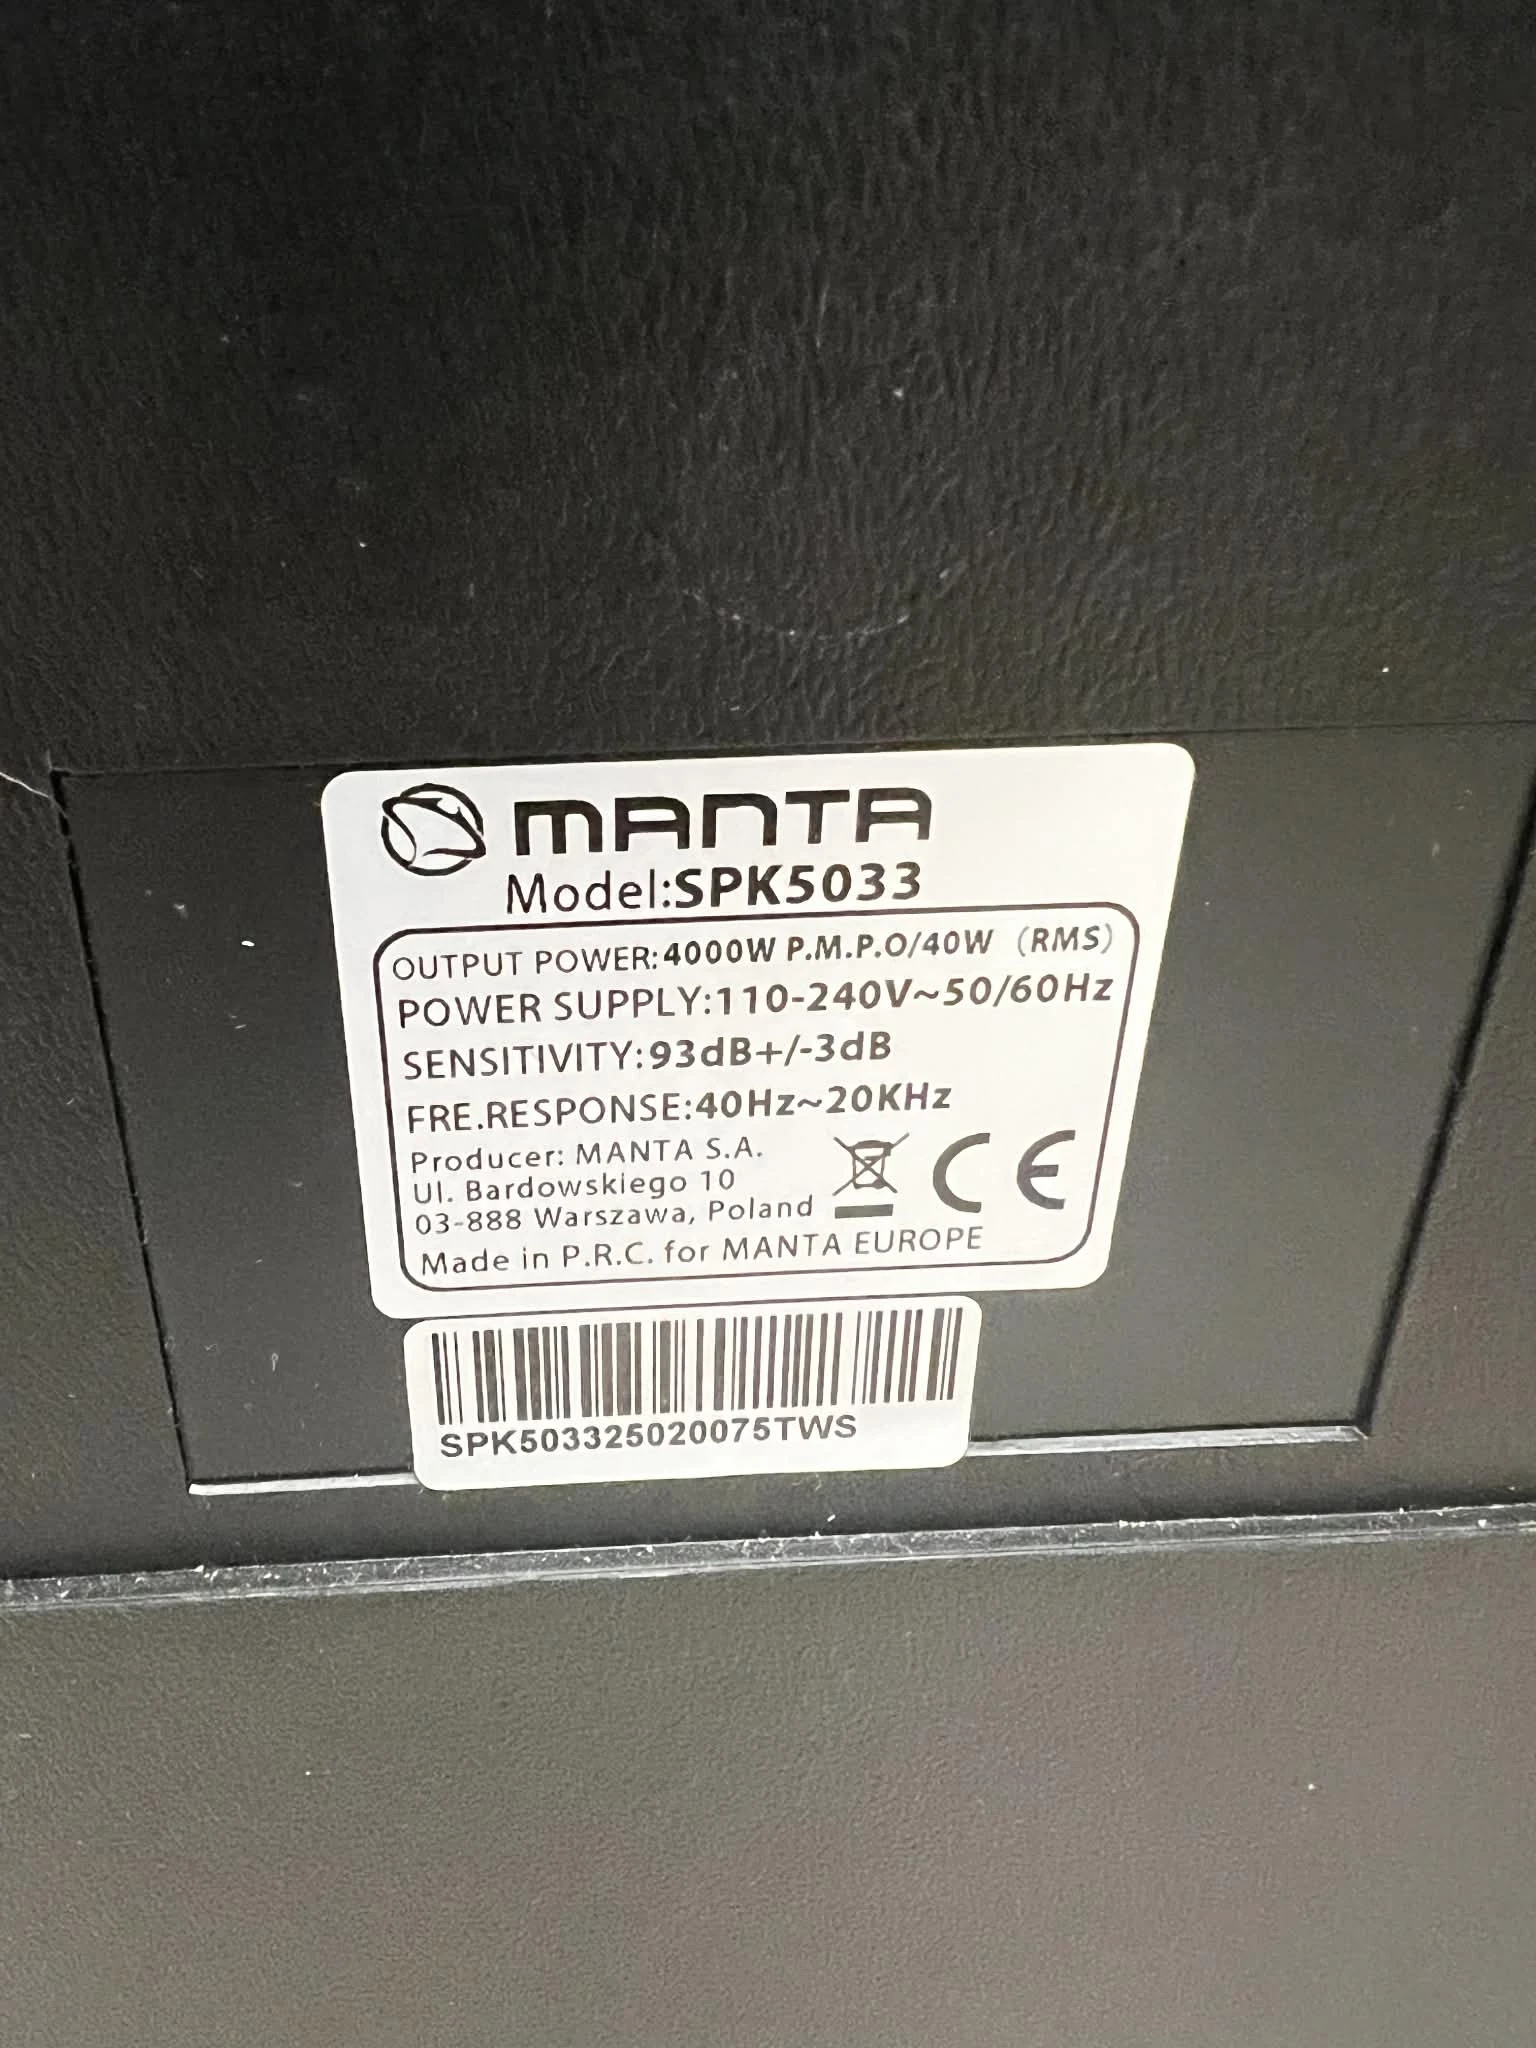 MANTA
Model:SPK5033
OUTPUT POWER:4000W P.M.P.O/40W (RMS)
POWER SUPPLY:110-240V~50/60Hz
SENSITIVITY:93dB+/-3dB
FRE.RESPONSE:40Hz~20KHz
Producer: MANTA S.A.
Ul. Bardowskiego 10
03-888 Warszawa, Poland
CE
Made in P.R.C. for MANTA EUROPE
SPK503325020075TWS